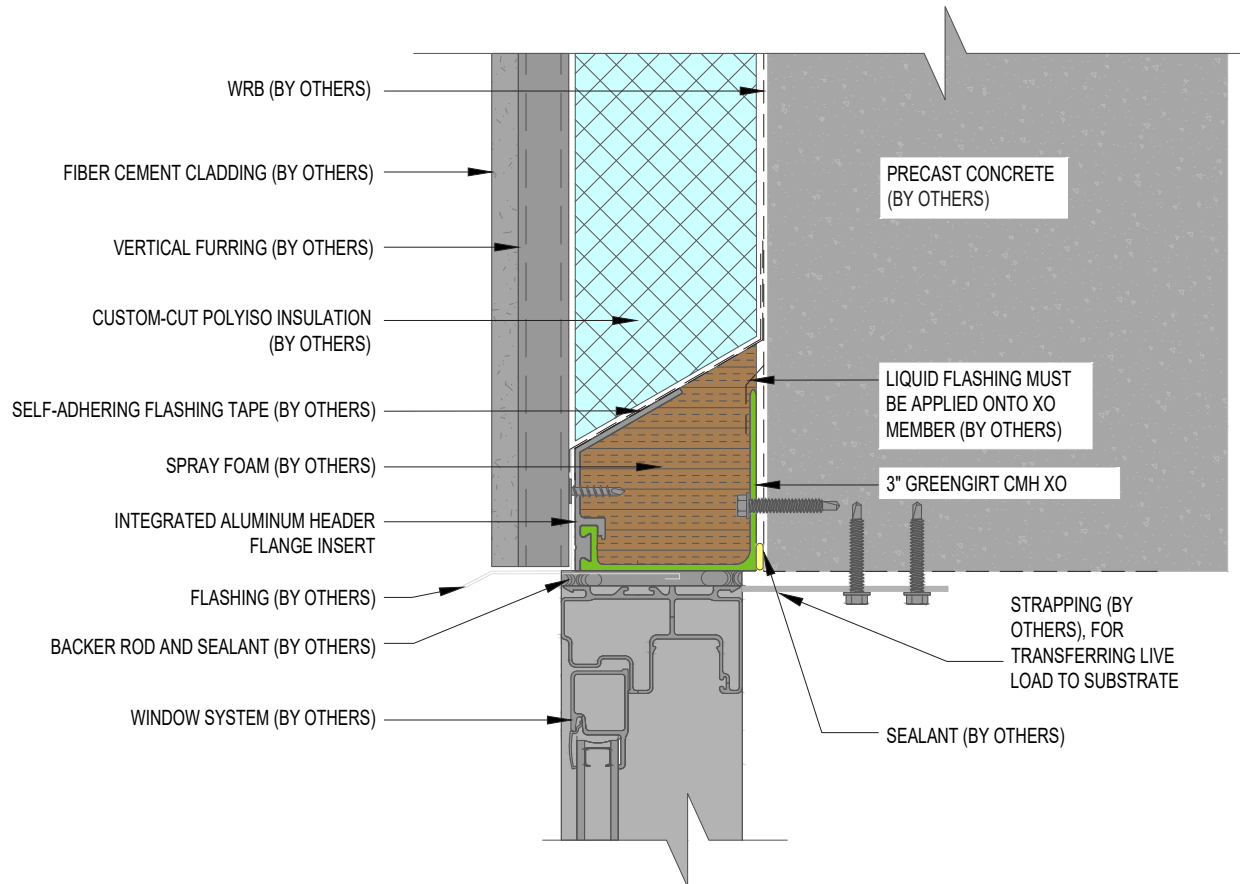 WRB (BY OTHERS)
FIBER CEMENT CLADDING (BY OTHERS)
VERTICAL FURRING (BY OTHERS)
CUSTOM-CUT POLYISO INSULATION
(BY OTHERS)
SELF-ADHERING FLASHING TAPE (BY OTHERS)
SPRAY FOAM (BY OTHERS)
INTEGRATED ALUMINUM HEADER
FLANGE INSERT
FLASHING (BY OTHERS)
BACKER ROD AND SEALANT (BY OTHERS)
WINDOW SYSTEM (BY OTHERS)
PRECAST CONCRETE
(BY OTHERS)
LIQUID FLASHING MUST
BE APPLIED ONTO XO
MEMBER (BY OTHERS)
3" GREENGIRT CMH XO
STRAPPING (BY
OTHERS), FOR
TRANSFERRING LIVE
LOAD TO SUBSTRATE
SEALANT (BY OTHERS)